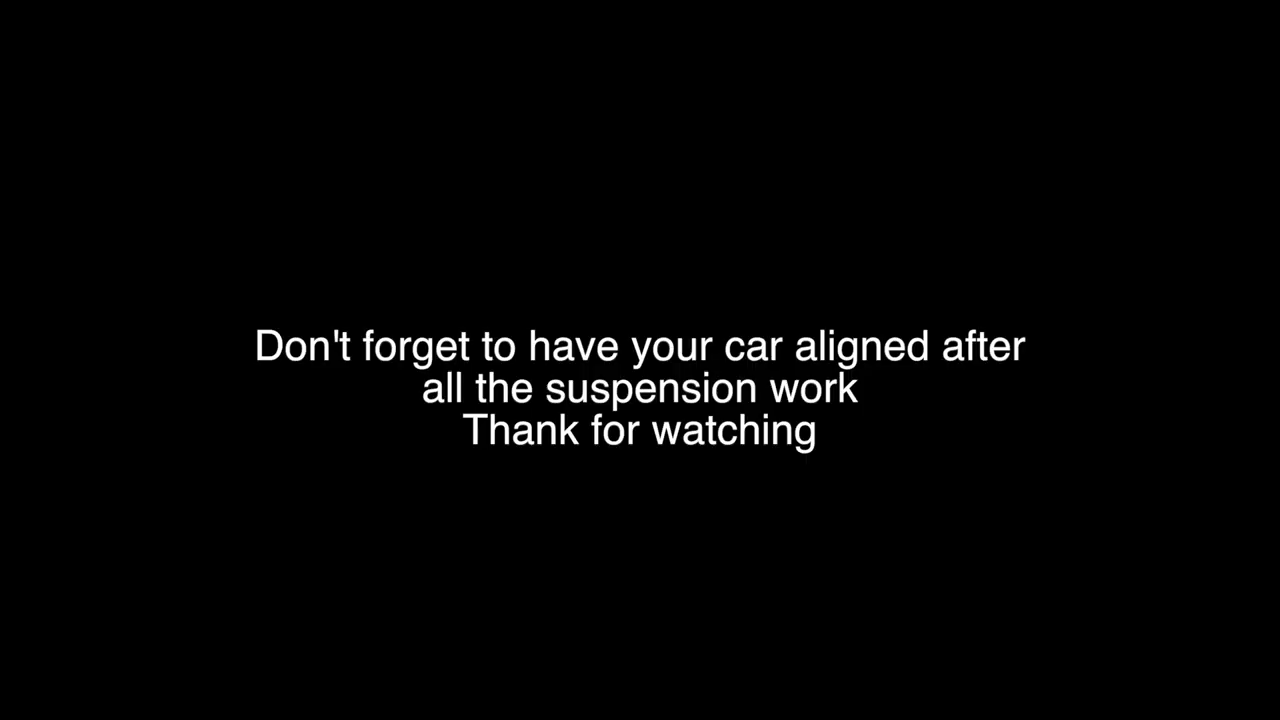 Don't forget to have your car aligned after
all the suspension work
Thank for watching